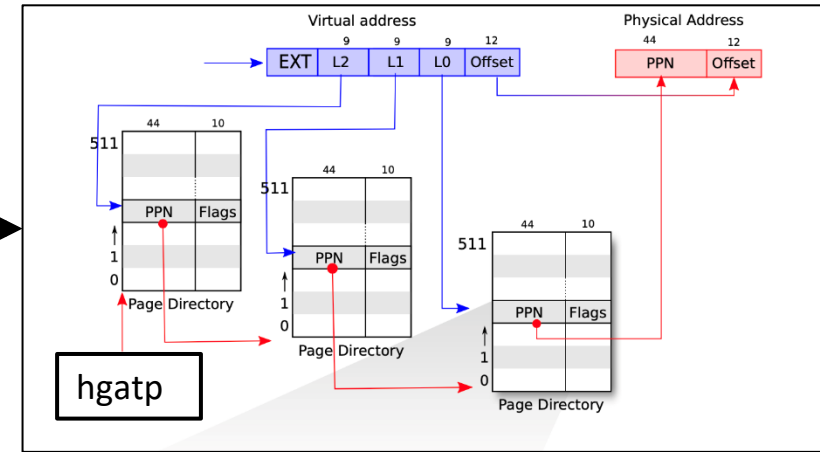 Virtual address
9 9 9 12
EXT L2 L1 L0 Offset
Physical Address
44 12
PPN Offset
44 10
511
PPN Flags
1
0
Page Directory
44 10
511
PPN Flags
1
0
Page Directory
44 10
511
PPN Flags
1
0
Page Directory
hgatp